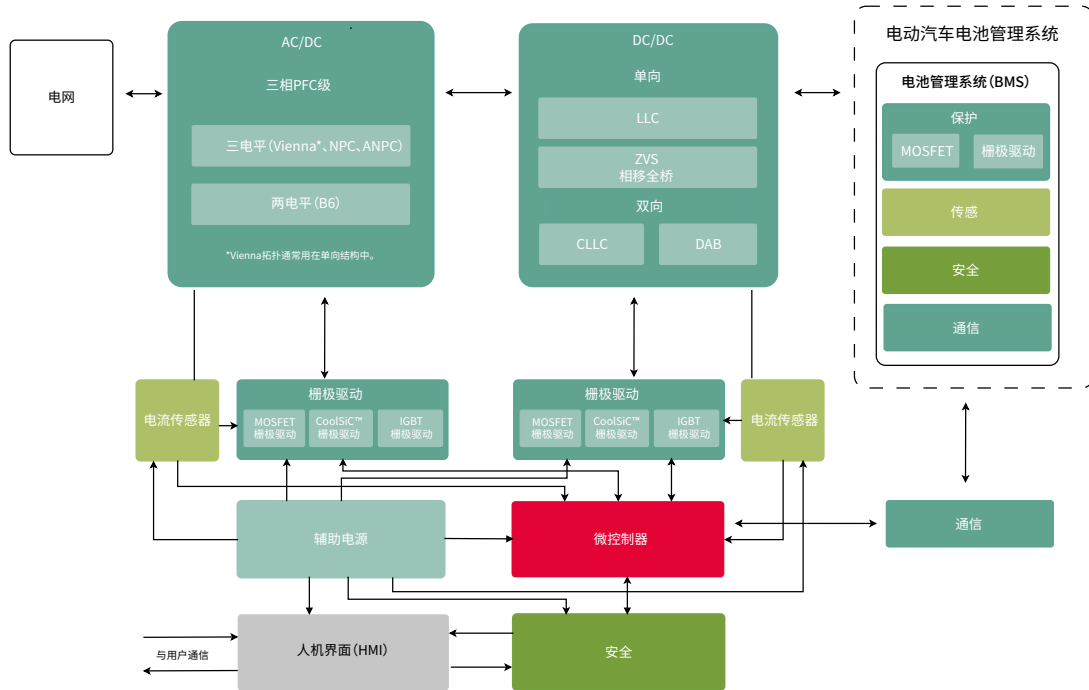 电网
AC/DC
三相PFC级
三电平(Vienna*、NPC、ANPC)
两电平(B6)
*Vienna拓扑通常用在单向结构中。
DC/DC
单向
LLC
ZVS
相移全桥
双向
CLLC
DAB
电动汽车电池管理系统
电池管理系统(BMS)
保护
MOSFET
栅极驱动
传感
安全
通信
电流传感器
栅极驱动
MOSFET
栅极驱动
CoolSiC™
栅极驱动
IGBT
栅极驱动
栅极驱动
MOSFET
栅极驱动
CoolSiC™
栅极驱动
IGBT
栅极驱动
电流传感器
辅助电源
微控制器
通信
与用户通信
人机界面(HMI)
安全